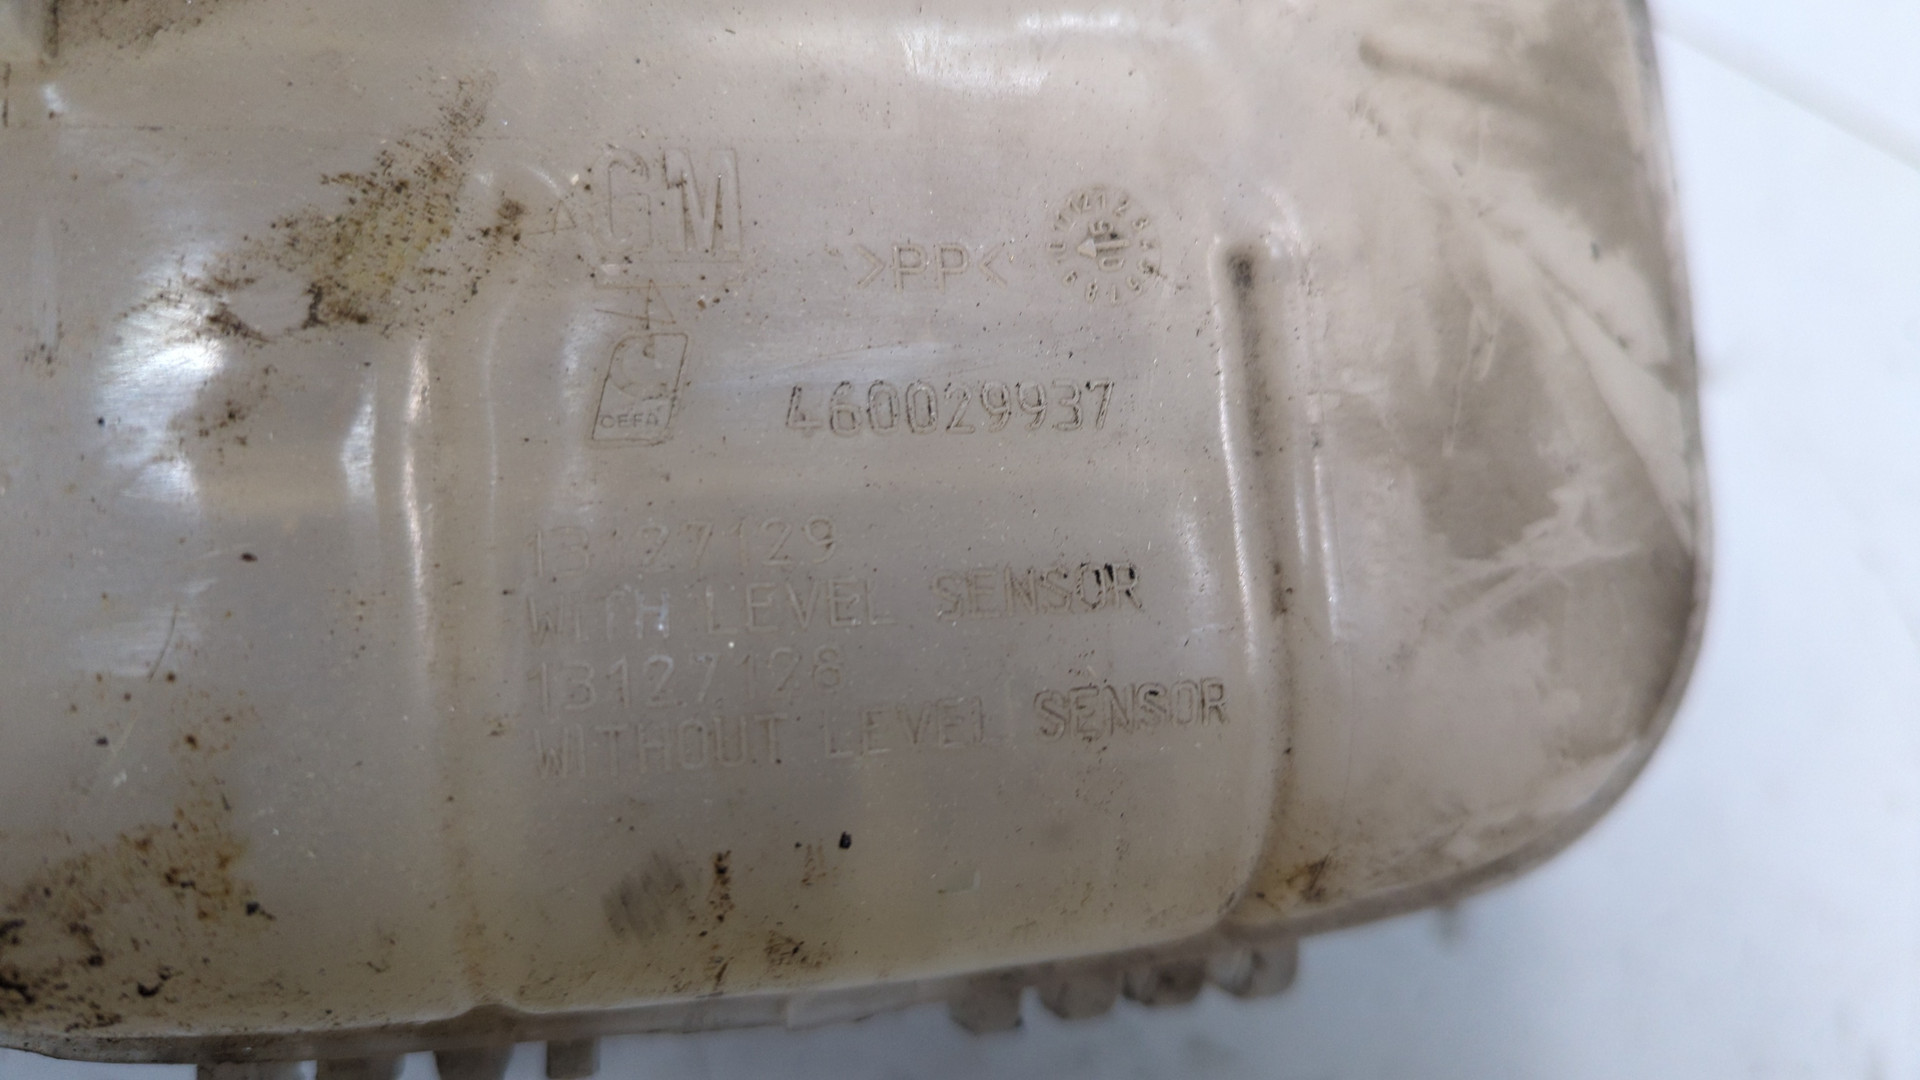 GM
>PP<
CEFA
460029937
13127129
WITH LEVEL SENSOR
13127128
WITHOUT LEVEL SENSOR